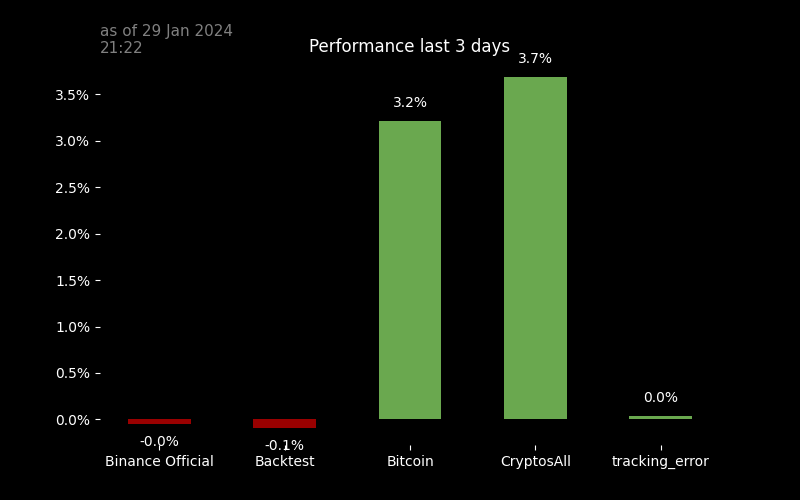 as of 29 Jan 2024
21:22
Performance last 3 days
3.7%
3.2%
3.5%
3.0%
2.5%
2.0%
1.5%
1.0%
0.5%
0.0%
0.0%
-0.0%
-0.1%
Binance Official
Backtest
Bitcoin
CryptosAll
tracking_error